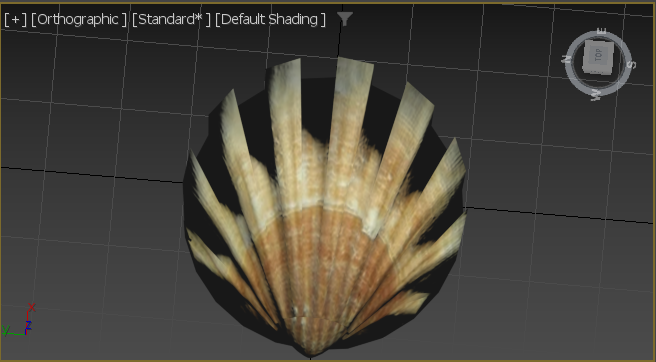 [+] [Orthographic ] [Standard* ] [Default Shading ]
E
N
TOP
S
W
x
y
z